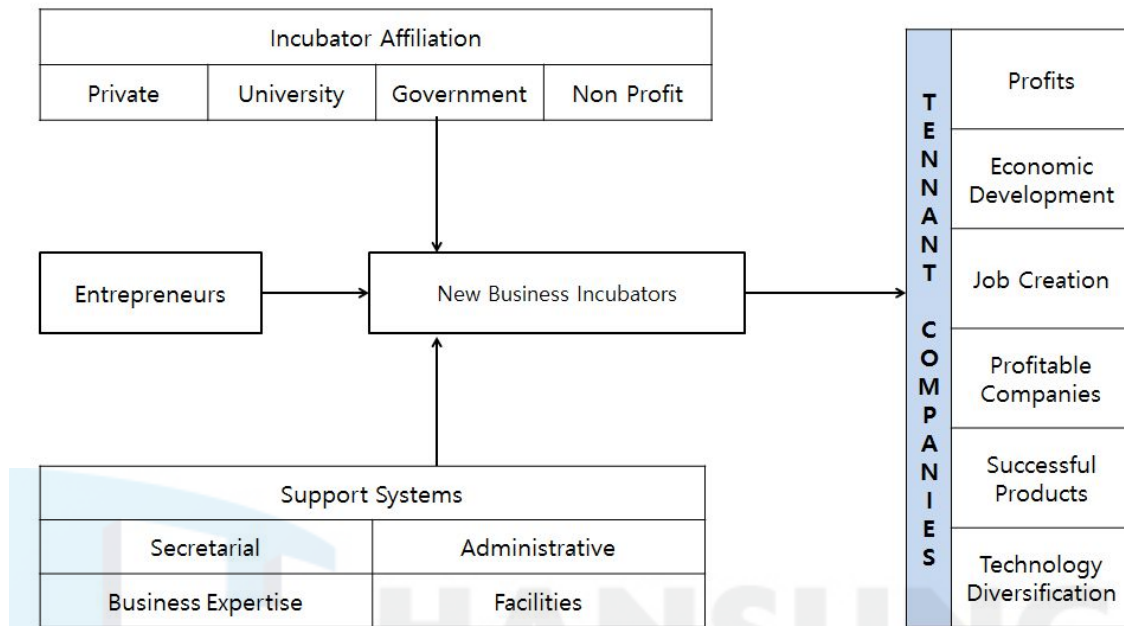 Incubator Affiliation
Private University Government Non Profit
Entrepreneurs
New Business Incubators
Support Systems
Secretarial Administrative
Business Expertise Facilities
TENNANT COMPANIES
Profits
Economic
Development
Job Creation
Profitable
Companies
Successful
Products
Technology
Diversification
HANSUNG